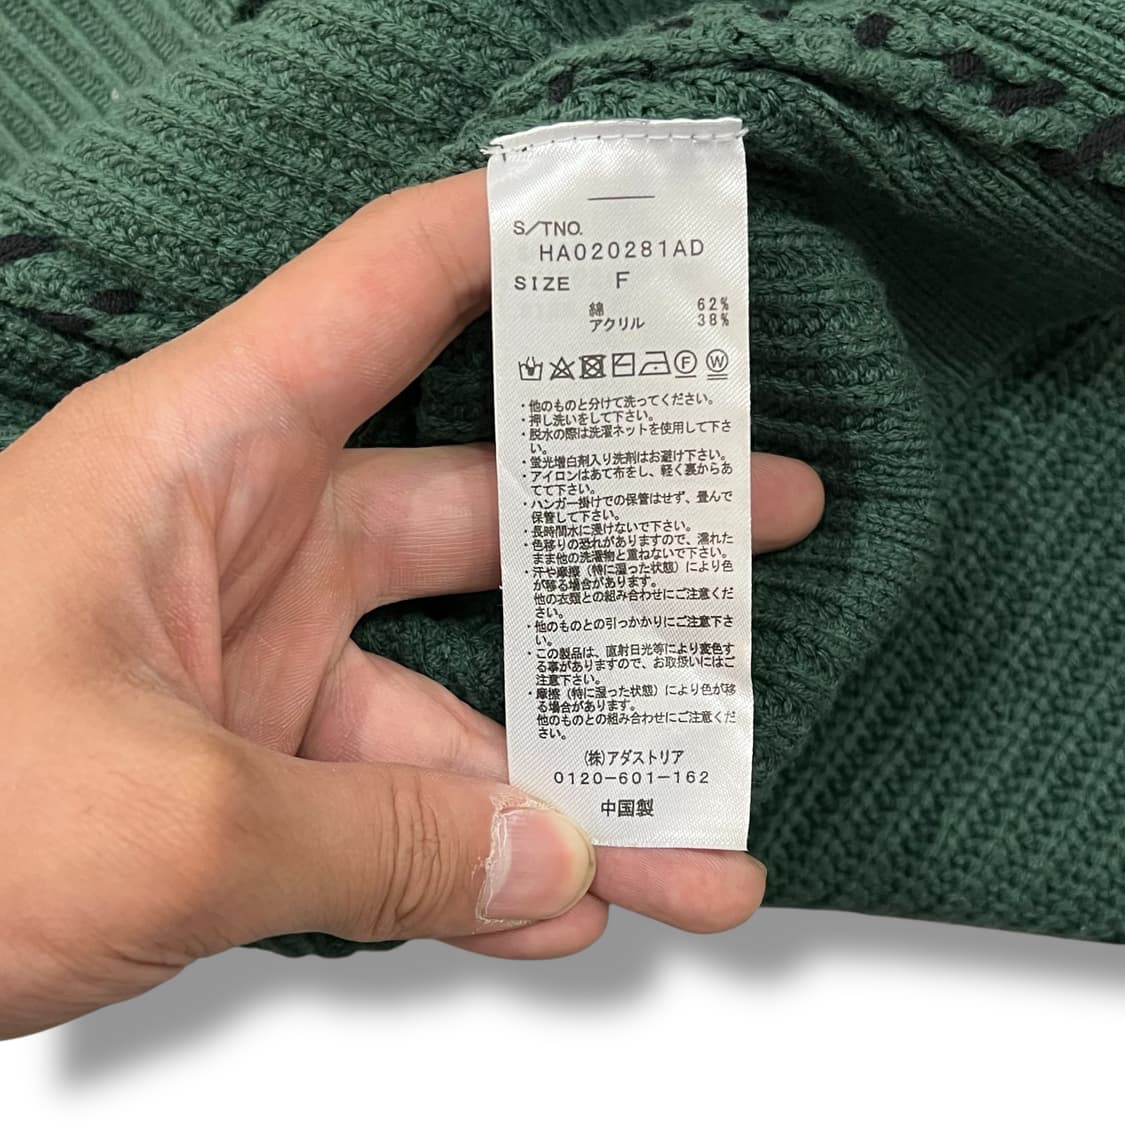 S/TNO.
HA020281AD
SIZE F
綿 62%
アクリル 38%
F W
・他のものと分けて洗ってください。
・押し洗いをして下さい。
・脱水の際は洗濯ネットを使用して下さ
い。
・蛍光増白剤入り洗剤はお避け下さい。
・アイロンはあて布をし、軽く裏からあ
てて下さい。
・ハンガー掛けでの保管はせず、畳んで
保管して下さい。
・長時間水に浸けないで下さい。
・色移りの恐れがありますので、濡れた
まま他の洗濯物と重ねないで下さい。
・汗や摩擦（特に湿った状態）により色
が移る場合があります。
他の衣類との組み合わせにご注意くだ
さい。
・他のものとの引っかかりにご注意下さ
い。
・この製品は、直射日光等により変色す
る事がありますので、お取扱いにはご
注意下さい。
・摩擦（特に湿った状態）により色が移
る場合があります。
他のものとの組み合わせにご注意くだ
さい。
(株)アダストリア
0120-601-162
中国製